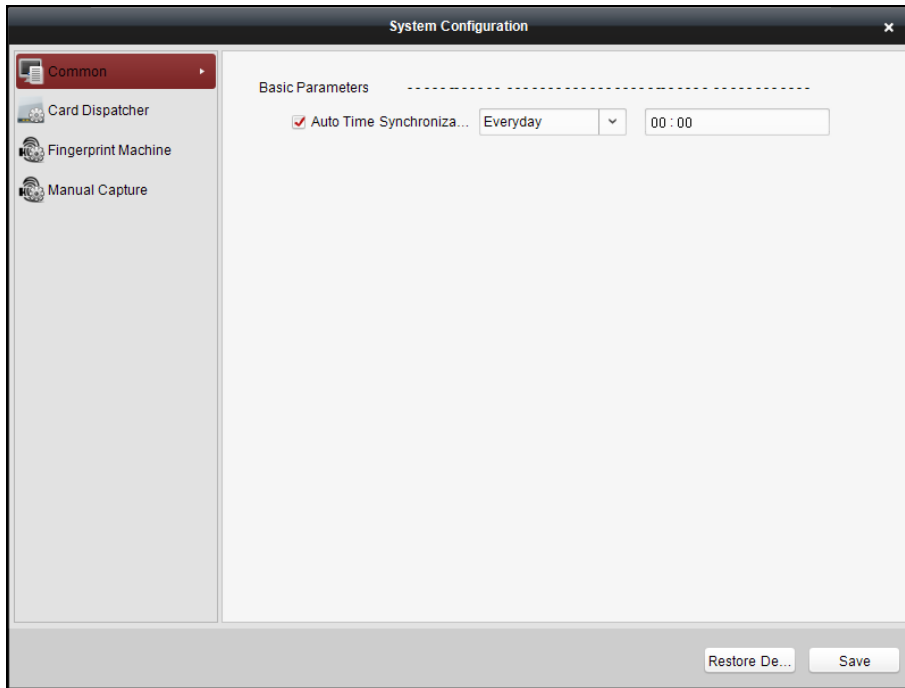 System Configuration
Common
Card Dispatcher
Fingerprint Machine
Manual Capture
Basic Parameters
Auto Time Synchroniza... Everyday 00 : 00
Restore De... Save